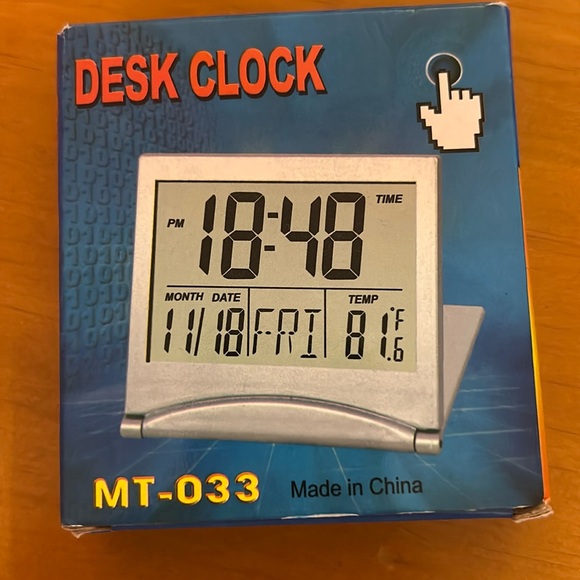 DESK CLOCK
TIME
PM 18:48
MONTH DATE TEMP
11/18 FRI 81.6 °F
MT-033 Made in China